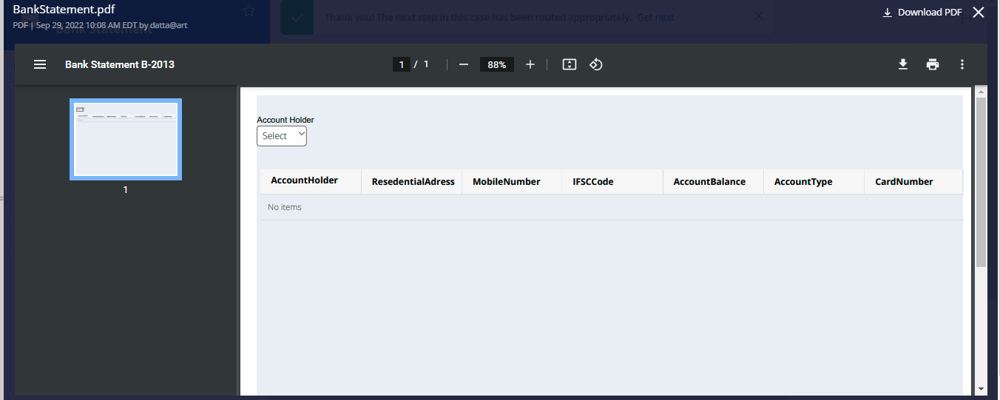 BankStatement.pdf
PDF | Sep 29, 2022 10:08 AM EDT by datta@art
Bank Statement
Thank you! The next step in this case has been routed appropriately. Get next
Download PDF
Bank Statement B-2013
1 / 1
88%
1
Account Holder
Select
AccountHolder ResedentialAdress MobileNumber IFSCCode AccountBalance AccountType CardNumber
No items